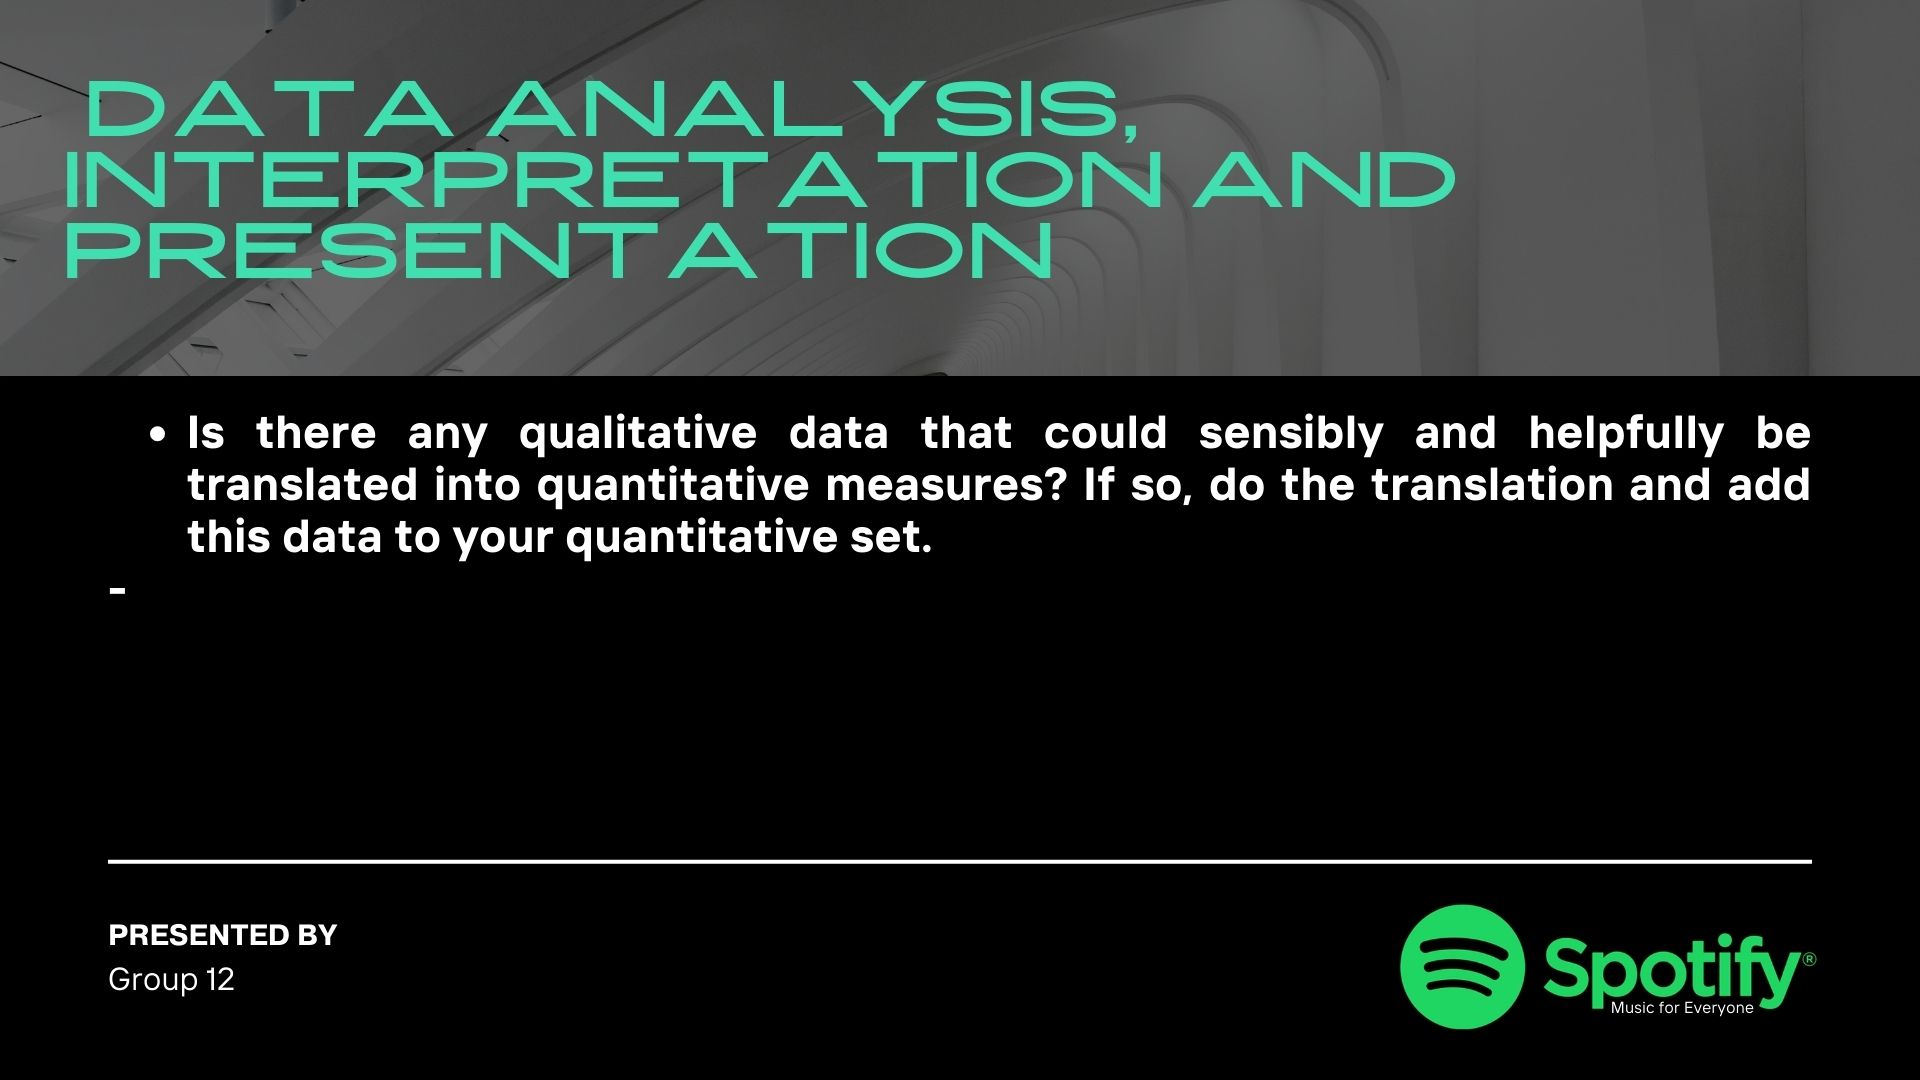 DATA ANALYSIS,
INTERPRETATION AND
PRESENTATION
• Is there any qualitative data that could sensibly and helpfully be
translated into quantitative measures? If so, do the translation and add
this data to your quantitative set.
-
PRESENTED BY
Group 12
Spotify®
Music for Everyone